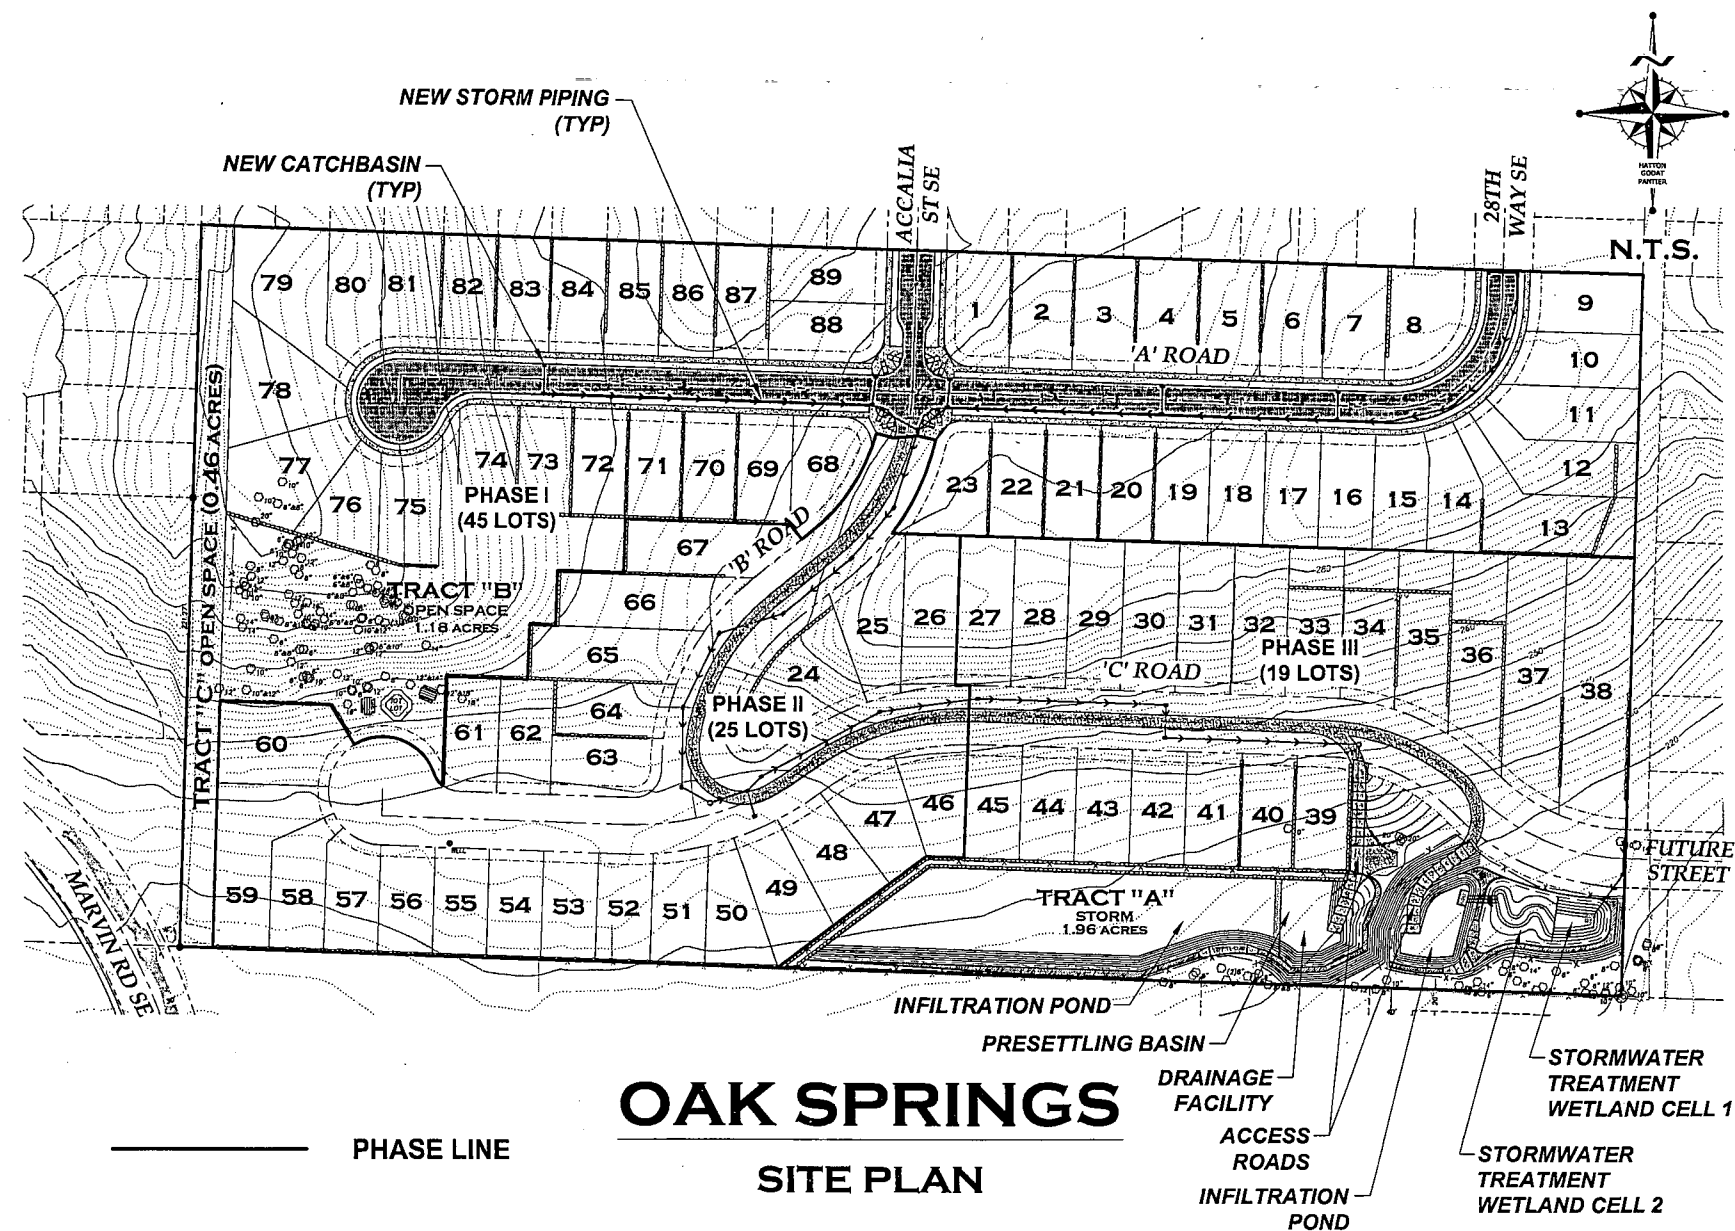 NEW STORM PIPING
(TYP)
NEW CATCHBASIN
(TYP)
ACCALIA
ST SE
28TH
WAY SE
HATTON
GODAT
PANTIER
N.T.S.
79
80
81
82
83
84
85
86
87
89
88
1
2
3
4
5
6
7
8
9
10
11
12
13
'A' ROAD
78
77
76
75
74
73
72
71
70
69
68
23
22
21
20
19
18
17
16
15
14
PHASE I
(45 LOTS)
'B' ROAD
67
66
65
64
63
62
61
60
TRACT "B"
OPEN SPACE
1.18 ACRES
TRACT "C" OPEN SPACE (0.46 ACRES)
24
25
26
27
28
29
30
31
32
33
34
35
36
37
38
PHASE III
(19 LOTS)
'C' ROAD
PHASE II
(25 LOTS)
59
58
57
56
55
54
53
52
51
50
49
48
47
46
45
44
43
42
41
40
39
FUTURE
STREET
MARVIN RD SE
TRACT "A"
STORM
1.96 ACRES
INFILTRATION POND
PRESETTLING BASIN
DRAINAGE
FACILITY
ACCESS
ROADS
INFILTRATION
POND
STORMWATER
TREATMENT
WETLAND CELL 1
STORMWATER
TREATMENT
WETLAND CELL 2
OAK SPRINGS
SITE PLAN
PHASE LINE